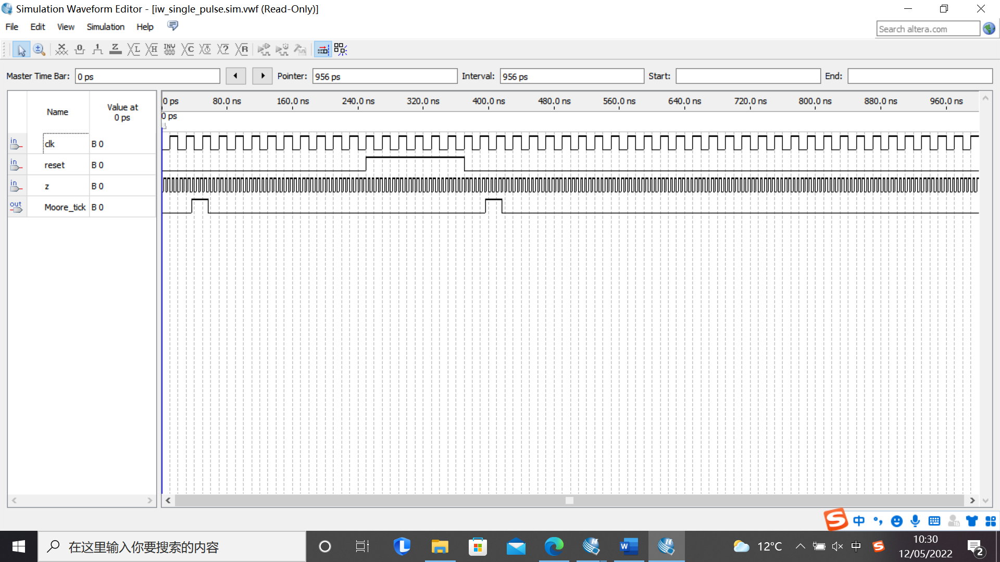 Simulation Waveform Editor - [iw_single_pulse.sim.vwf (Read-Only)]
File Edit View Simulation Help
Search altera.com
Master Time Bar: 0 ps Pointer: 956 ps Interval: 956 ps Start: End:
Name Value at 0 ps
0 ps 80.0 ns 160.0 ns 240.0 ns 320.0 ns 400.0 ns 480.0 ns 560.0 ns 640.0 ns 720.0 ns 800.0 ns 880.0 ns 960.0 ns
0 ps
in clk B 0
in reset B 0
in z B 0
out Moore_tick B 0
中
在这里输入你要搜索的内容
12°C 中
10:30
12/05/2022
2